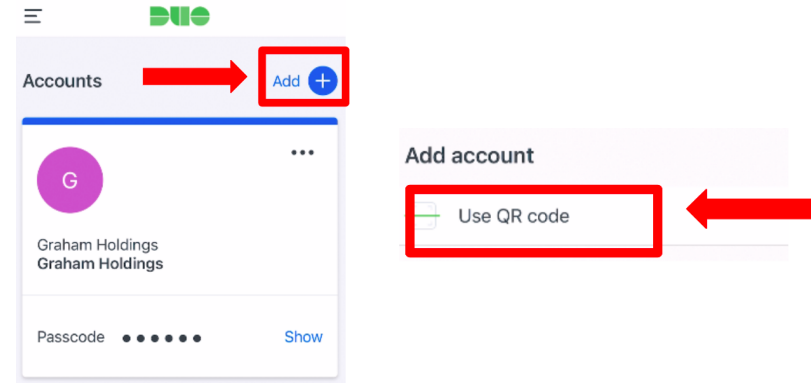 DUO
Accounts
Add +
G
Graham Holdings
Graham Holdings
Passcode ●●●●●●
Show
Add account
Use QR code